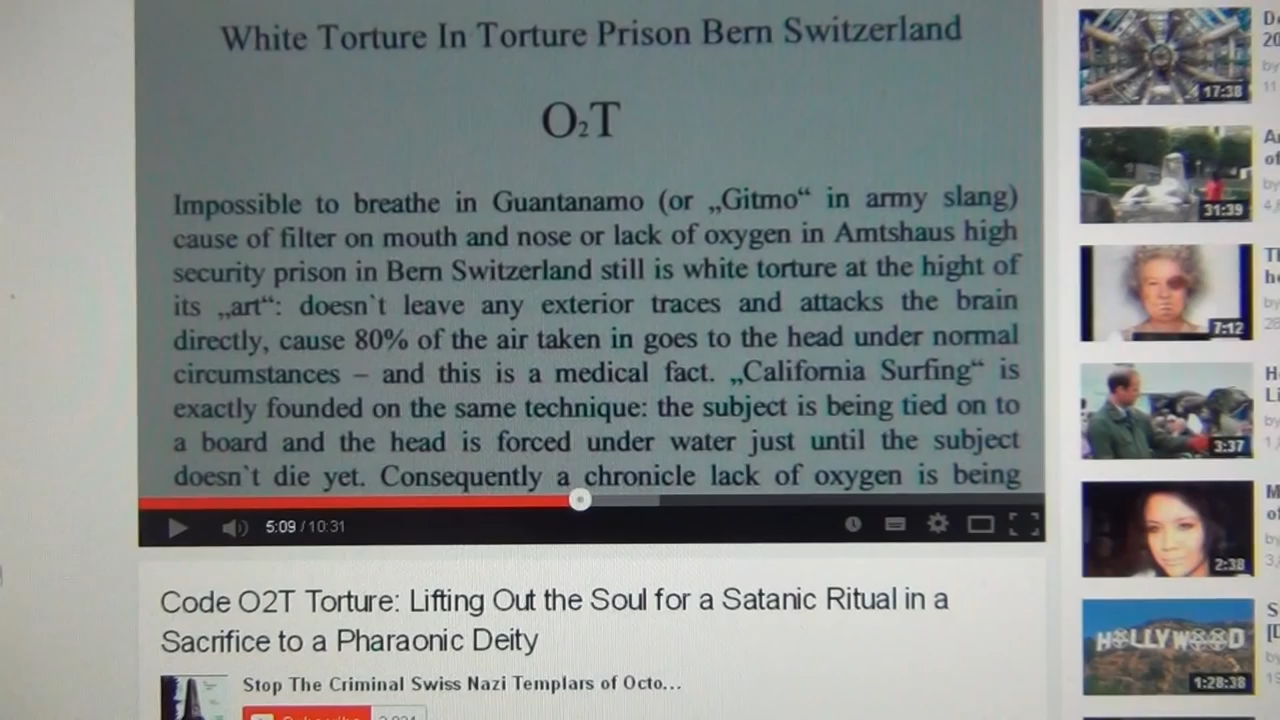 White Torture In Torture Prison Bern Switzerland
O₂T
Impossible to breathe in Guantanamo (or „Gitmo“ in army slang)
cause of filter on mouth and nose or lack of oxygen in Amtshaus high
security prison in Bern Switzerland still is white torture at the hight of
its „art“: doesn`t leave any exterior traces and attacks the brain
directly, cause 80% of the air taken in goes to the head under normal
circumstances – and this is a medical fact. „California Surfing“ is
exactly founded on the same technique: the subject is being tied on to
a board and the head is forced under water just until the subject
doesn`t die yet. Consequently a chronicle lack of oxygen is being
5:09 / 10:31
Code O2T Torture: Lifting Out the Soul for a Satanic Ritual in a
Sacrifice to a Pharaonic Deity
Stop The Criminal Swiss Nazi Templars of Octo...
17:38
31:39
7:12
3:37
2:38
HOLLYWOOD
1:28:38